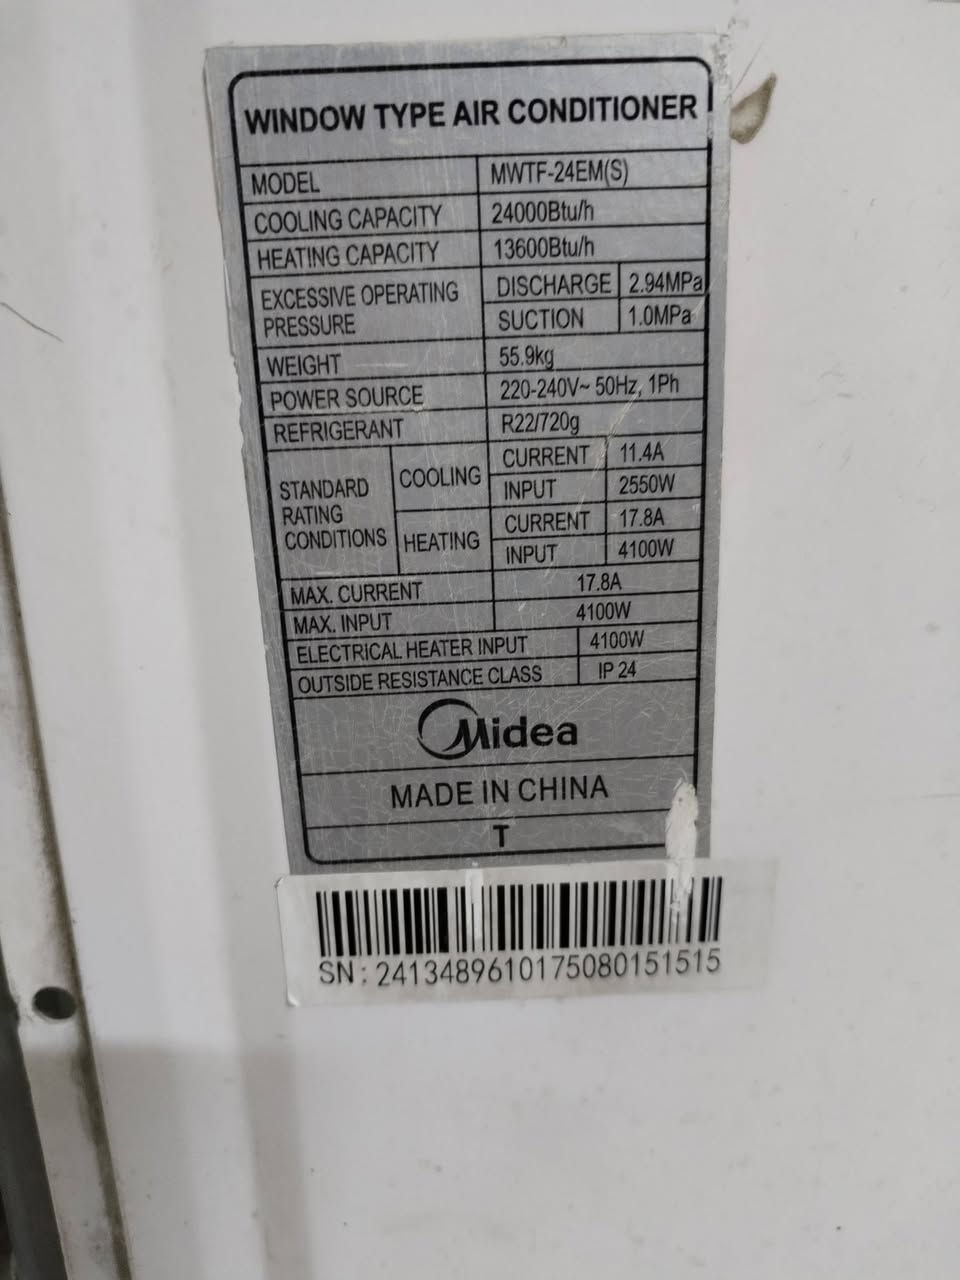 WINDOW TYPE AIR CONDITIONER
MODEL MWTF-24EM(S)
COOLING CAPACITY 24000Btu/h
HEATING CAPACITY 13600Btu/h
EXCESSIVE OPERATING PRESSURE DISCHARGE 2.94MPa
SUCTION 1.0MPa
WEIGHT 55.9kg
POWER SOURCE 220-240V~ 50Hz, 1Ph
REFRIGERANT R22/720g
STANDARD RATING CONDITIONS COOLING CURRENT 11.4A
INPUT 2550W
HEATING CURRENT 17.8A
INPUT 4100W
MAX. CURRENT 17.8A
MAX. INPUT 4100W
ELECTRICAL HEATER INPUT 4100W
OUTSIDE RESISTANCE CLASS IP 24
Midea
MADE IN CHINA
T
SN: 2413489610175080151515